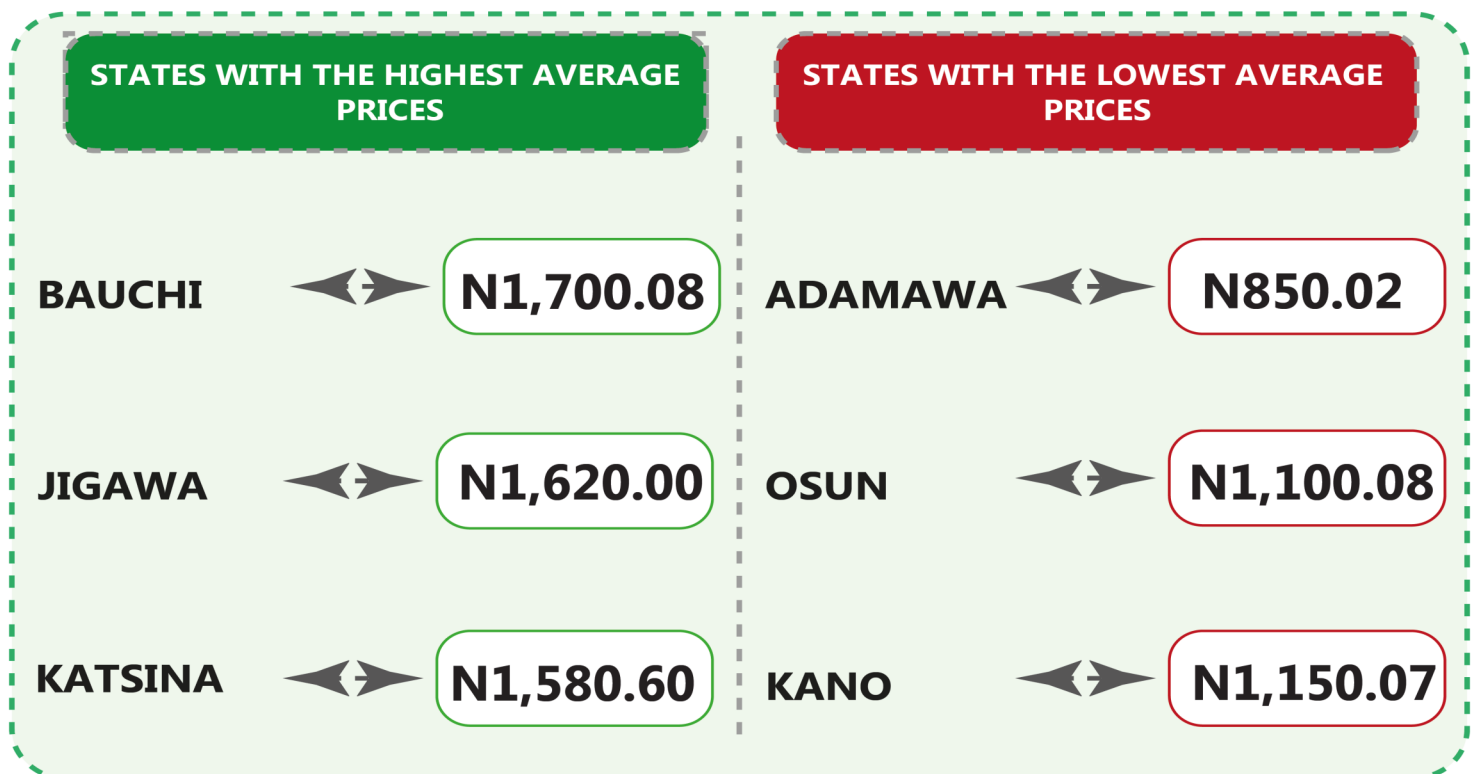 STATES WITH THE HIGHEST AVERAGE
PRICES
BAUCHI N1,700.08
JIGAWA N1,620.00
KATSINA N1,580.60
STATES WITH THE LOWEST AVERAGE
PRICES
ADAMAWA N850.02
OSUN N1,100.08
KANO N1,150.07